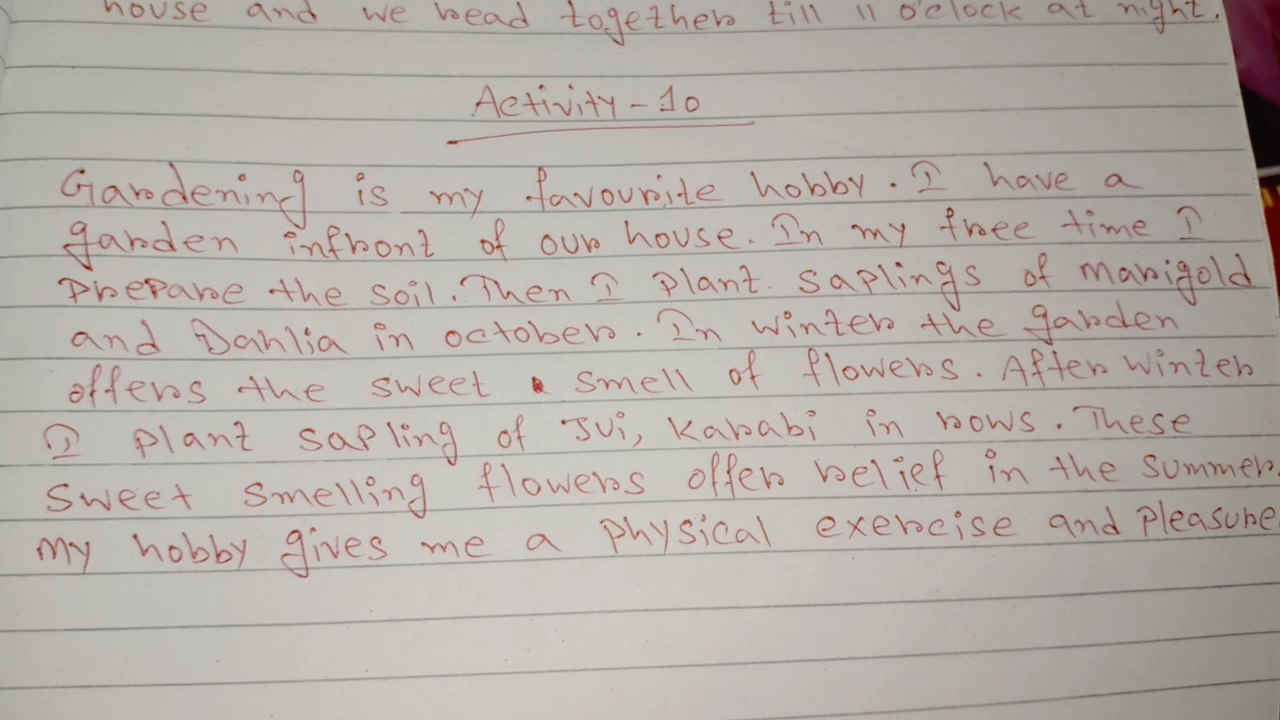 house and we read together till 11 o'clock at night.
Activity - 10
Gardening is my favourite hobby. I have a
garden infront of our house. In my free time I
Prepare the soil. Then I plant saplings of marigold
and Dahlia in october. In winter the garden
offers the sweet smell of flowers. After winter
I plant sapling of Jui, Karabi in rows. These
sweet smelling flowers offer relief in the summer.
my hobby gives me a physical exercise and pleasure